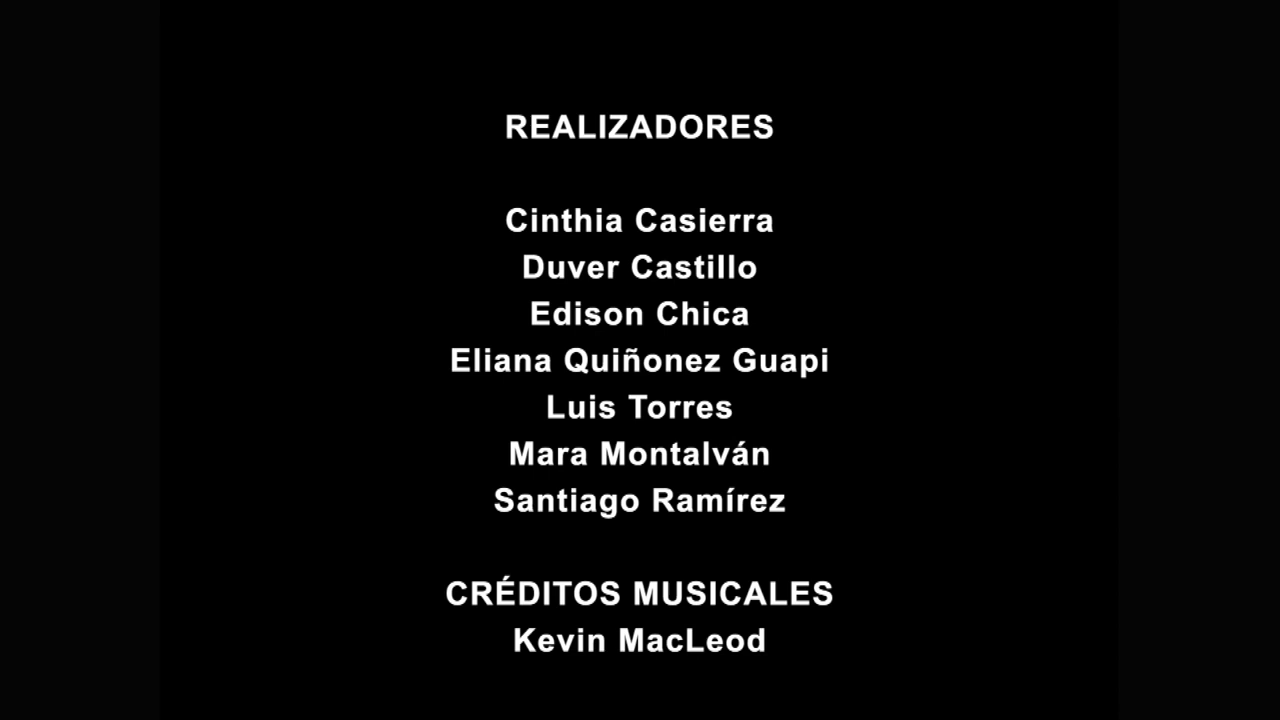 REALIZADORES
Cinthia Casierra
Duver Castillo
Edison Chica
Eliana Quiñonez Guapi
Luis Torres
Mara Montalván
Santiago Ramírez
CRÉDITOS MUSICALES
Kevin MacLeod